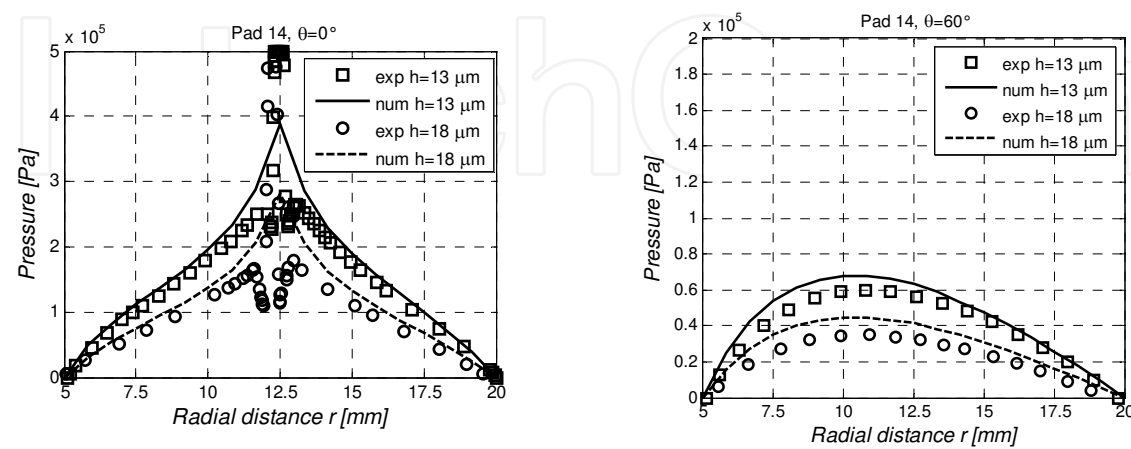 Pad 14, θ=0°
x 10⁵
5
4
3
2
1
0
Pressure [Pa]
exp h=13 μm
num h=13 μm
exp h=18 μm
num h=18 μm
5 7.5 10 12.5 15 17.5 20
Radial distance r [mm]
Pad 14, θ=60°
x 10⁵
2
1.8
1.6
1.4
1.2
1
0.8
0.6
0.4
0.2
0
Pressure [Pa]
exp h=13 μm
num h=13 μm
exp h=18 μm
num h=18 μm
5 7.5 10 12.5 15 17.5 20
Radial distance r [mm]